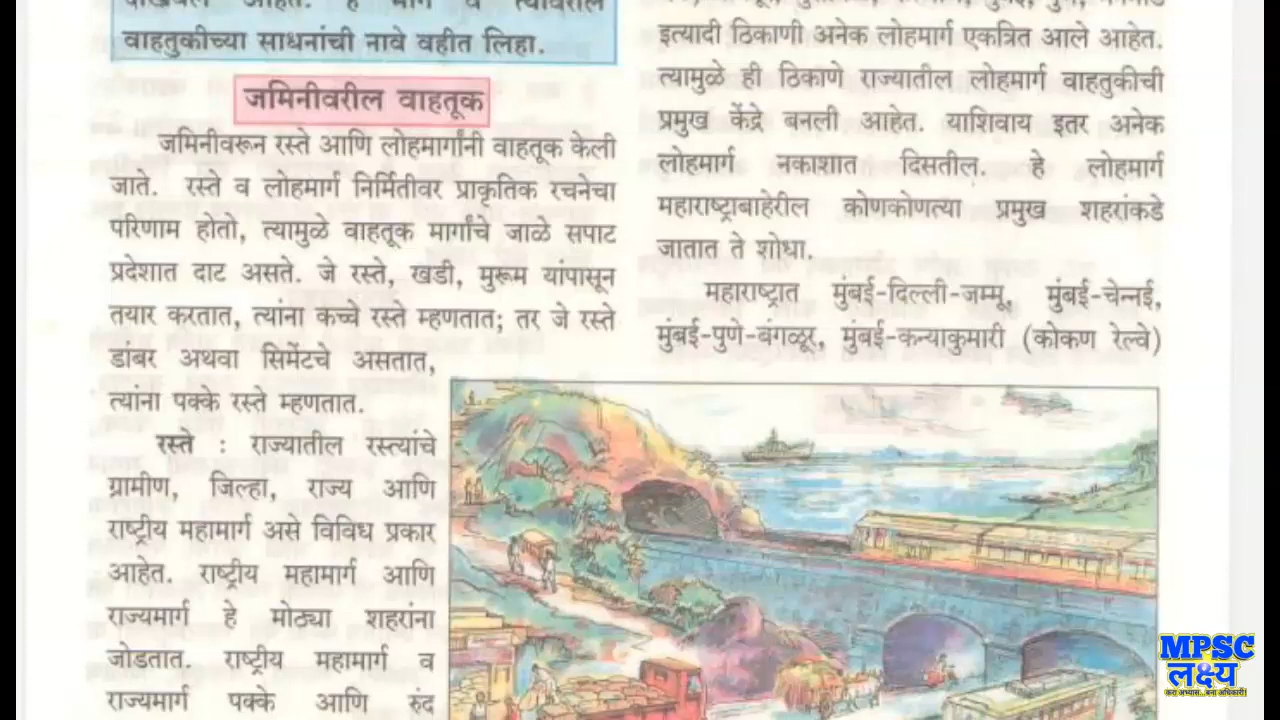 वाहतुकीच्या साधनांची नावे वहीत लिहा.
जमिनीवरील वाहतूक
जमिनीवरून रस्ते आणि लोहमार्गांनी वाहतूक केली
जाते. रस्ते व लोहमार्ग निर्मितीवर प्राकृतिक रचनेचा
परिणाम होतो, त्यामुळे वाहतूक मार्गांचे जाळे सपाट
प्रदेशात दाट असते. जे रस्ते, खडी, मुरूम यांपासून
तयार करतात, त्यांना कच्चे रस्ते म्हणतात; तर जे रस्ते
डांबर अथवा सिमेंटचे असतात,
त्यांना पक्के रस्ते म्हणतात.
रस्ते : राज्यातील रस्त्यांचे
ग्रामीण, जिल्हा, राज्य आणि
राष्ट्रीय महामार्ग असे विविध प्रकार
आहेत. राष्ट्रीय महामार्ग आणि
राज्यमार्ग हे मोठ्या शहरांना
जोडतात. राष्ट्रीय महामार्ग व
राज्यमार्ग पक्के आणि रुंद
इत्यादी ठिकाणी अनेक लोहमार्ग एकत्रित आले आहेत.
त्यामुळे ही ठिकाणे राज्यातील लोहमार्ग वाहतुकीची
प्रमुख केंद्रे बनली आहेत. याशिवाय इतर अनेक
लोहमार्ग नकाशात दिसतील. हे लोहमार्ग
महाराष्ट्राबाहेरील कोणकोणत्या प्रमुख शहरांकडे
जातात ते शोधा.
महाराष्ट्रात मुंबई-दिल्ली-जम्मू, मुंबई-चेन्नई,
मुंबई-पुणे-बंगळूर, मुंबई-कन्याकुमारी (कोकण रेल्वे)
MPSC
लक्ष्य
करा अभ्यास...बना अधिकारी!